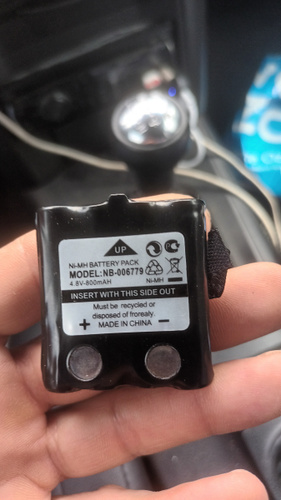 UP
Ni-MH BATTERY PACK
MODEL:NB-006779
4.8V-800mAH
Ni-MH
INSERT WITH THIS SIDE OUT
Must be recycled or
disposed of frorealy.
+ MADE IN CHINA −